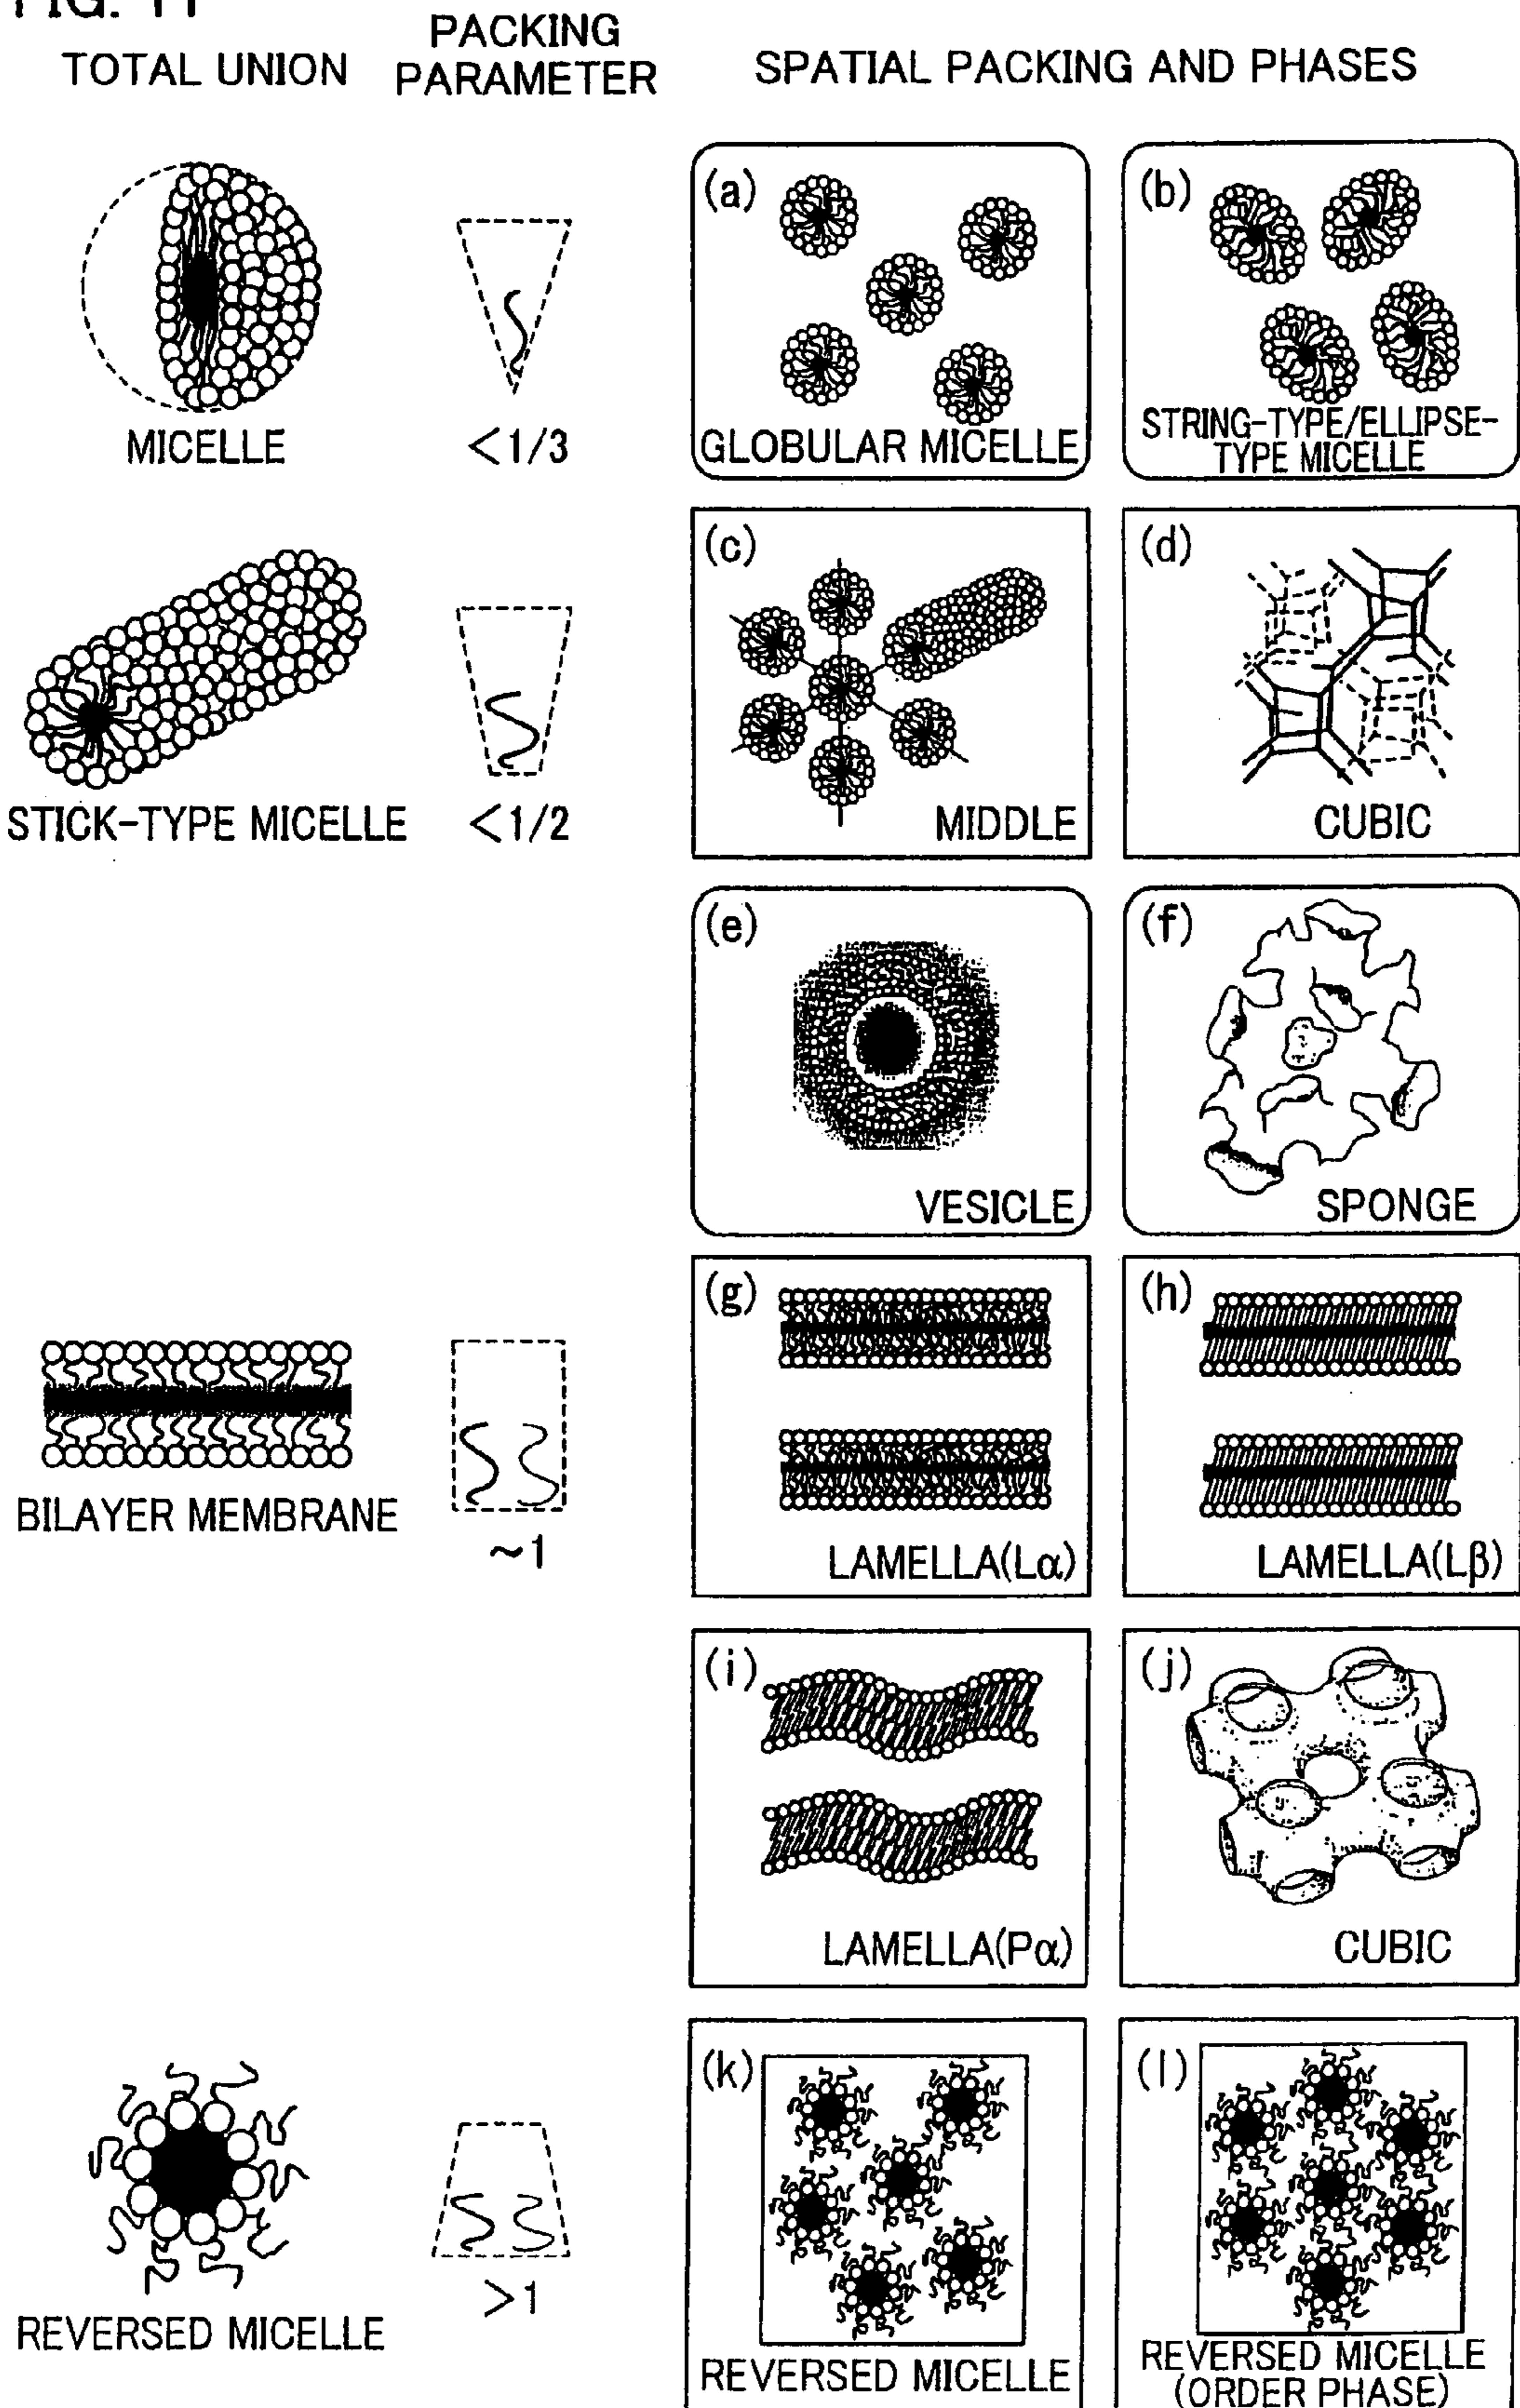 FIG. 11
TOTAL UNION
PACKING
PARAMETER
SPATIAL PACKING AND PHASES
MICELLE
<1/3
(a)
GLOBULAR MICELLE
(b)
STRING-TYPE/ELLIPSE-
TYPE MICELLE
STICK-TYPE MICELLE
<1/2
(c)
MIDDLE
(d)
CUBIC
(e)
VESICLE
(f)
SPONGE
BILAYER MEMBRANE
~1
(g)
LAMELLA(Lα)
(h)
LAMELLA(Lβ)
(i)
LAMELLA(Pα)
(j)
CUBIC
REVERSED MICELLE
>1
(k)
REVERSED MICELLE
(l)
REVERSED MICELLE
(ORDER PHASE)